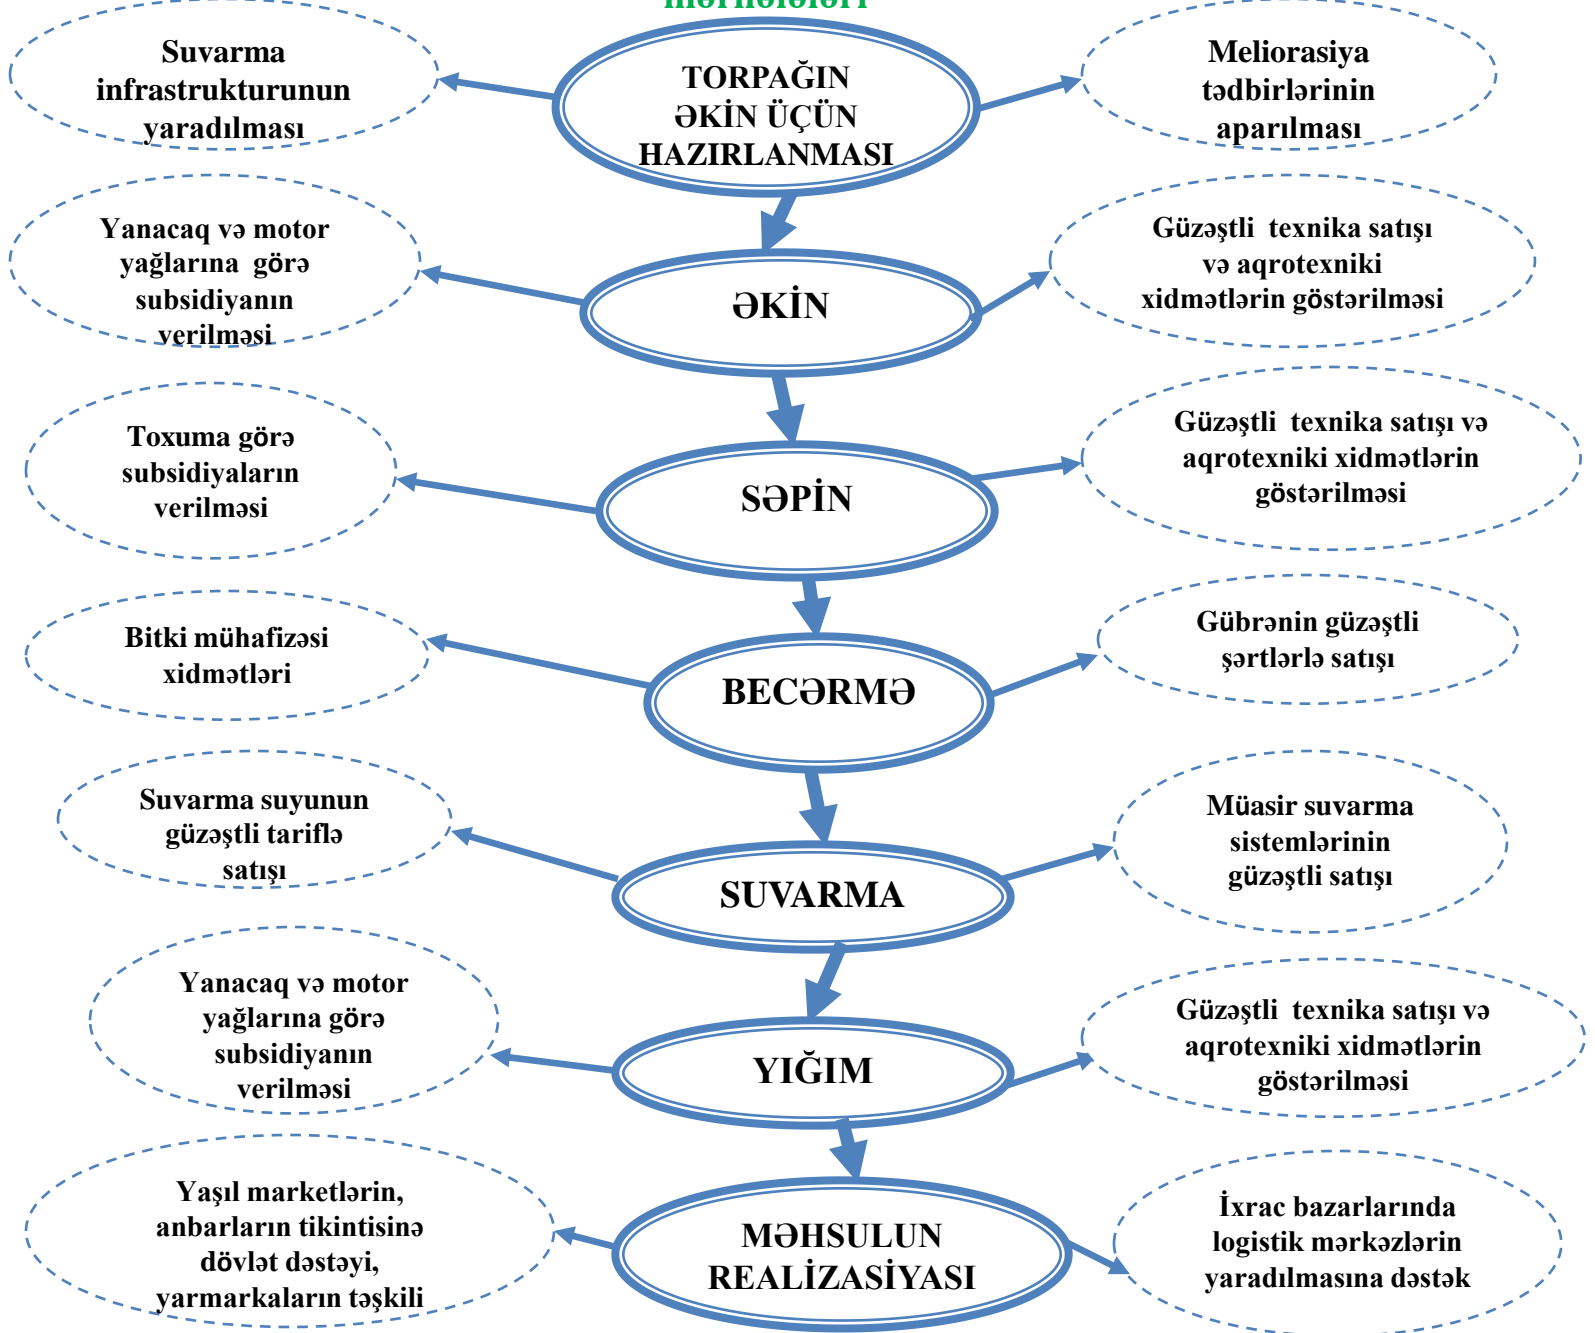 Suvarma
infrastrukturunun
yaradılması
TORPAĞIN
ƏKİN ÜÇÜN
HAZIRLANMASI
Meliorasiya
tədbirlərinin
aparılması
Yanacaq və motor
yağlarına görə
subsidiyanın
verilməsi
ƏKİN
Güzəştli texnika satışı
və aqrotexniki
xidmətlərin göstərilməsi
Toxuma görə
subsidiyaların
verilməsi
SƏPİN
Güzəştli texnika satışı və
aqrotexniki xidmətlərin
göstərilməsi
Bitki mühafizəsi
xidmətləri
BECƏRMƏ
Gübrənin güzəştli
şərtlərlə satışı
Suvarma suyunun
güzəştli tariflə
satışı
SUVARMA
Müasir suvarma
sistemlərinin
güzəştli satışı
Yanacaq və motor
yağlarına görə
subsidiyanın
verilməsi
YIĞIM
Güzəştli texnika satışı və
aqrotexniki xidmətlərin
göstərilməsi
Yaşıl marketlərin,
anbarların tikintisinə
dövlət dəstəyi,
yarmarkaların təşkili
MƏHSULUN
REALİZASİYASI
İxrac bazarlarında
logistik mərkəzlərin
yaradılmasına dəstək